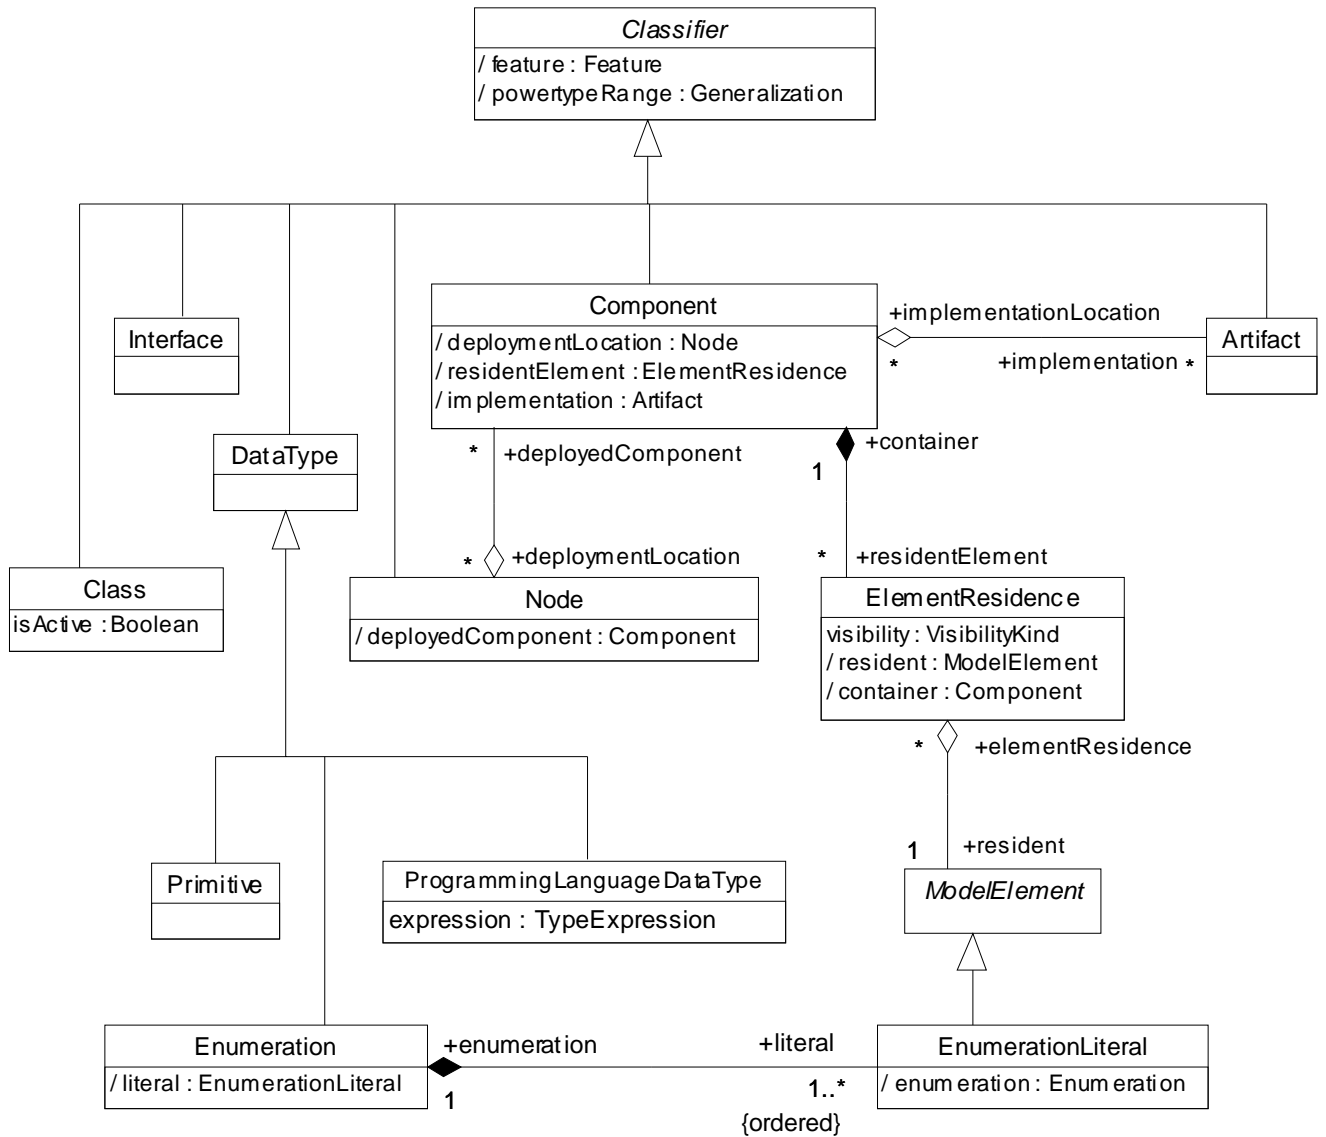 Classifier
/ feature : Feature
/ powertypeRange : Generalization
Component
/ deploymentLocation : Node
/ residentElement : ElementResidence
/ implementation : Artifact
+implementationLocation
*
+implementation *
Artifact
Interface
DataType
* +deployedComponent
+container
1
* +deploymentLocation
* +residentElement
Class
isActive : Boolean
Node
/ deployedComponent : Component
ElementResidence
visibility : VisibilityKind
/ resident : ModelElement
/ container : Component
* +elementResidence
1 +resident
Primitive
ProgrammingLanguageDataType
expression : TypeExpression
ModelElement
Enumeration
/ literal : EnumerationLiteral
+enumeration
1
+literal
1..*
{ordered}
EnumerationLiteral
/ enumeration : Enumeration